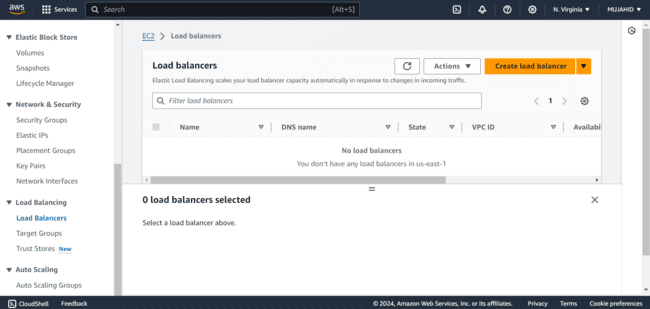 aws Services Search [Alt+S] N. Virginia MUJAHID
Elastic Block Store
Volumes
Snapshots
Lifecycle Manager
Network & Security
Security Groups
Elastic IPs
Placement Groups
Key Pairs
Network Interfaces
Load Balancing
Load Balancers
Target Groups
Trust Stores New
Auto Scaling
Auto Scaling Groups
EC2 > Load balancers
Load balancers Actions Create load balancer
Elastic Load Balancing scales your load balancer capacity automatically in response to changes in incoming traffic.
Filter load balancers 1
Name DNS name State VPC ID Availabi
No load balancers
You don't have any load balancers in us-east-1
0 load balancers selected
Select a load balancer above.
CloudShell Feedback © 2024, Amazon Web Services, Inc. or its affiliates. Privacy Terms Cookie preferences